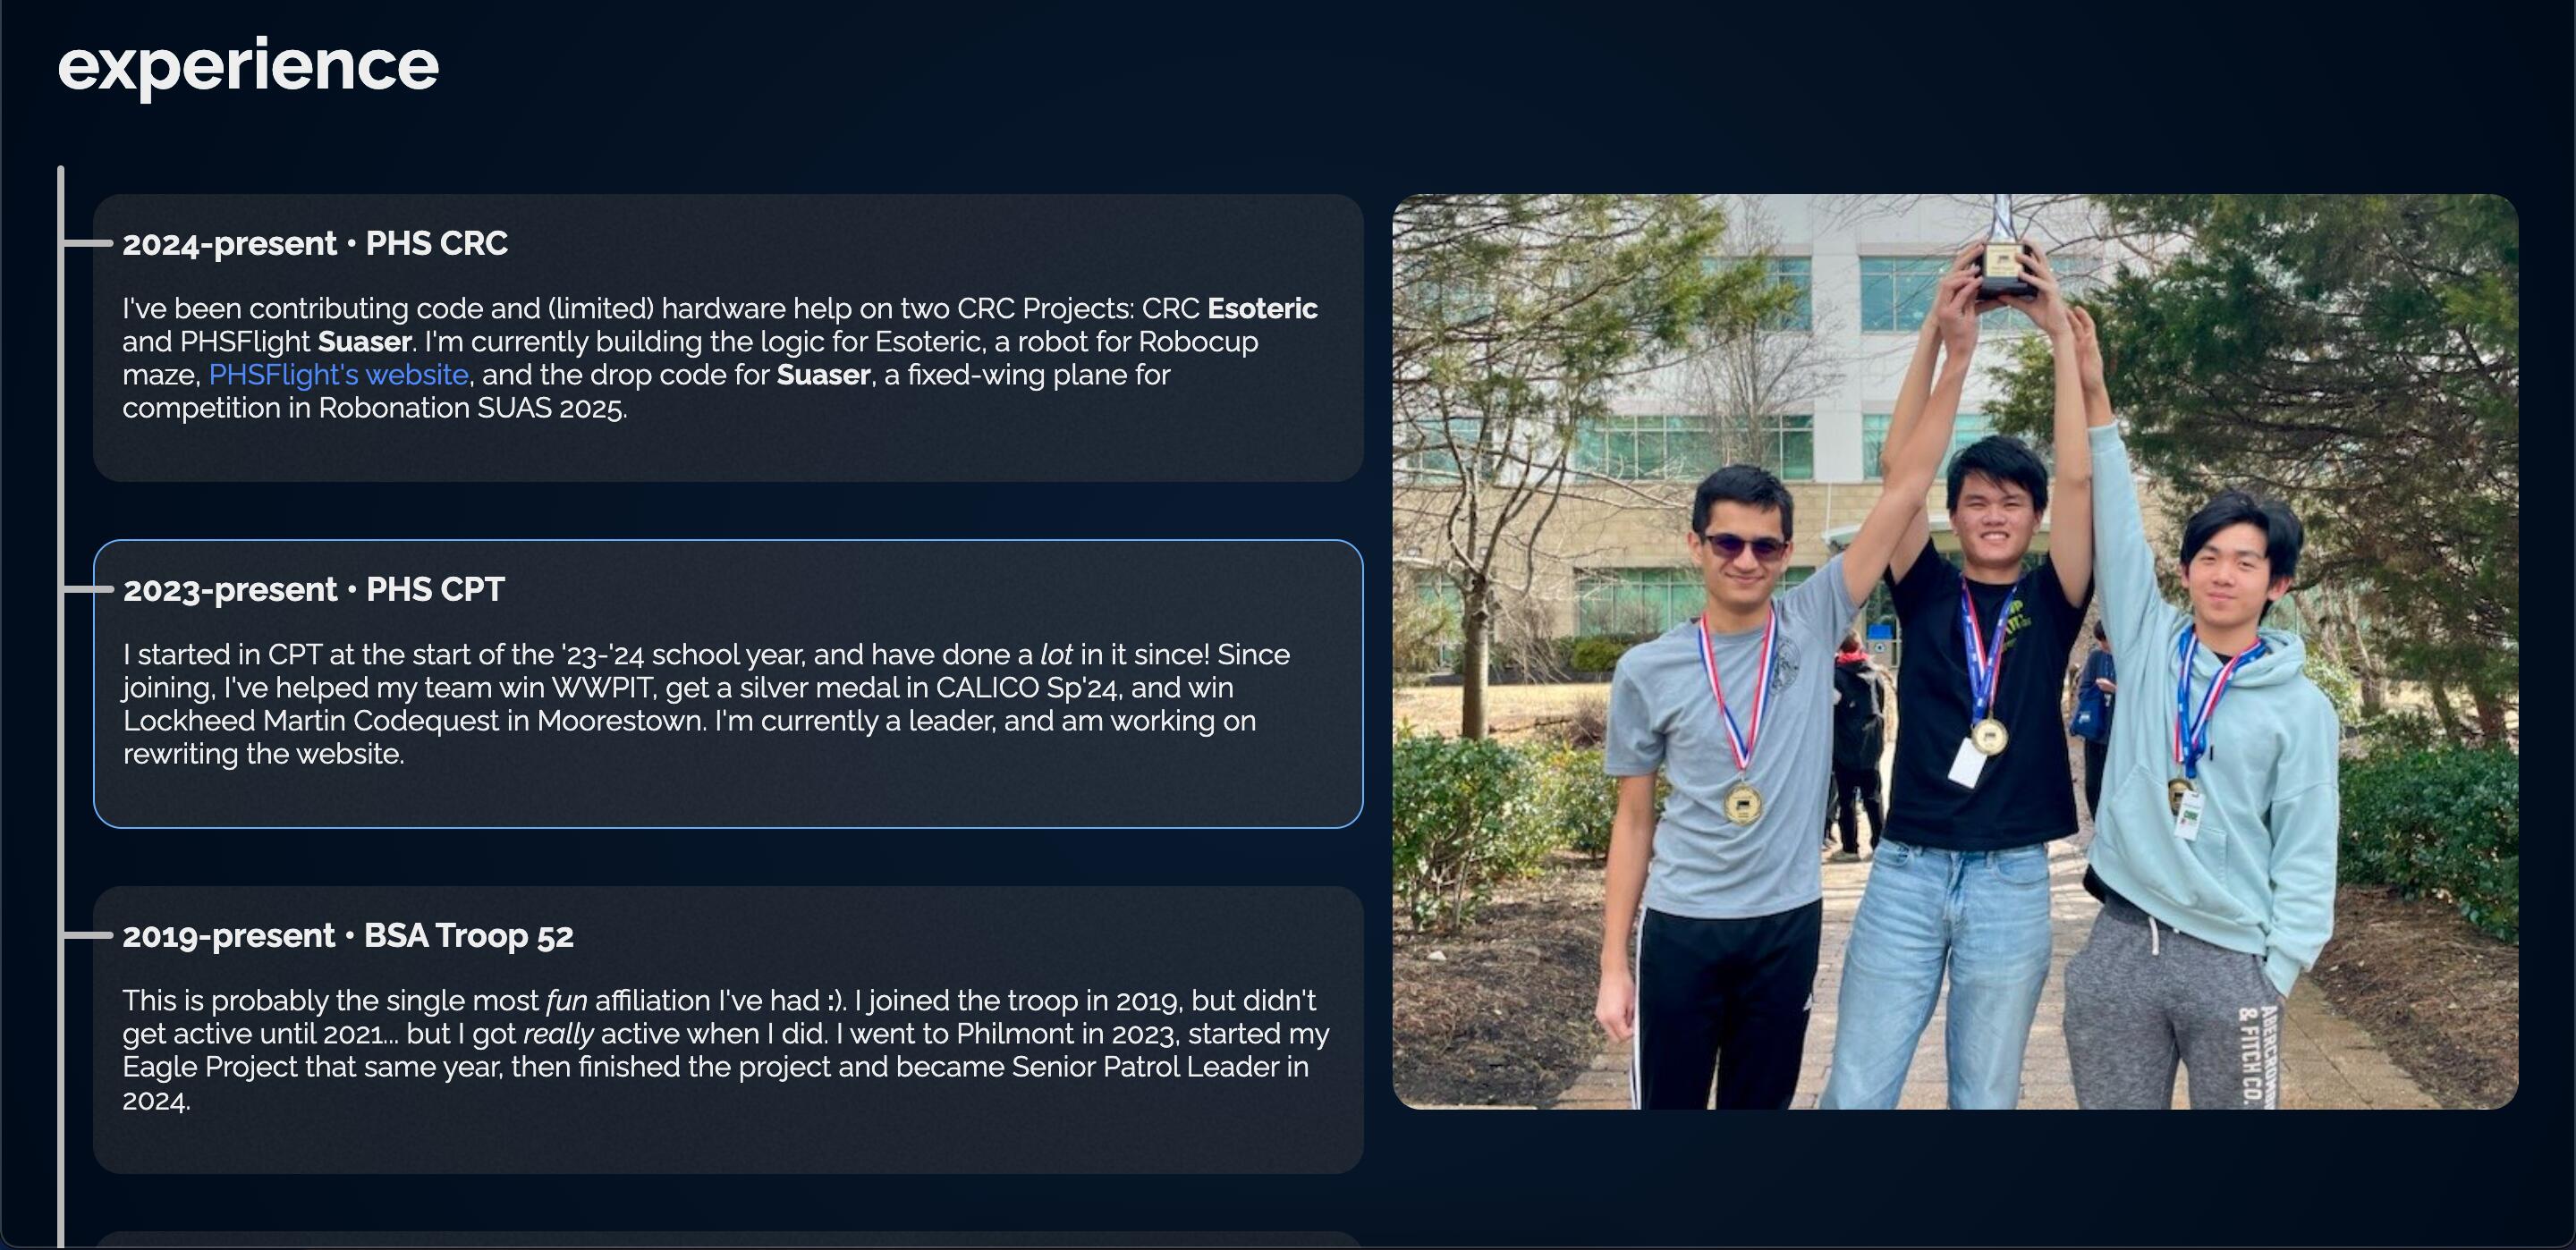 experience
2024-present • PHS CRC
I've been contributing code and (limited) hardware help on two CRC Projects: CRC Esoteric
and PHSFlight Suaser. I'm currently building the logic for Esoteric, a robot for Robocup
maze, PHSFlight's website, and the drop code for Suaser, a fixed-wing plane for
competition in Robonation SUAS 2025.
2023-present • PHS CPT
I started in CPT at the start of the '23-'24 school year, and have done a lot in it since! Since
joining, I've helped my team win WWPIT, get a silver medal in CALICO Sp'24, and win
Lockheed Martin Codequest in Moorestown. I'm currently a leader, and am working on
rewriting the website.
2019-present • BSA Troop 52
This is probably the single most fun affiliation I've had :). I joined the troop in 2019, but didn't
get active until 2021... but I got really active when I did. I went to Philmont in 2023, started my
Eagle Project that same year, then finished the project and became Senior Patrol Leader in
2024.
& FITCH CO.